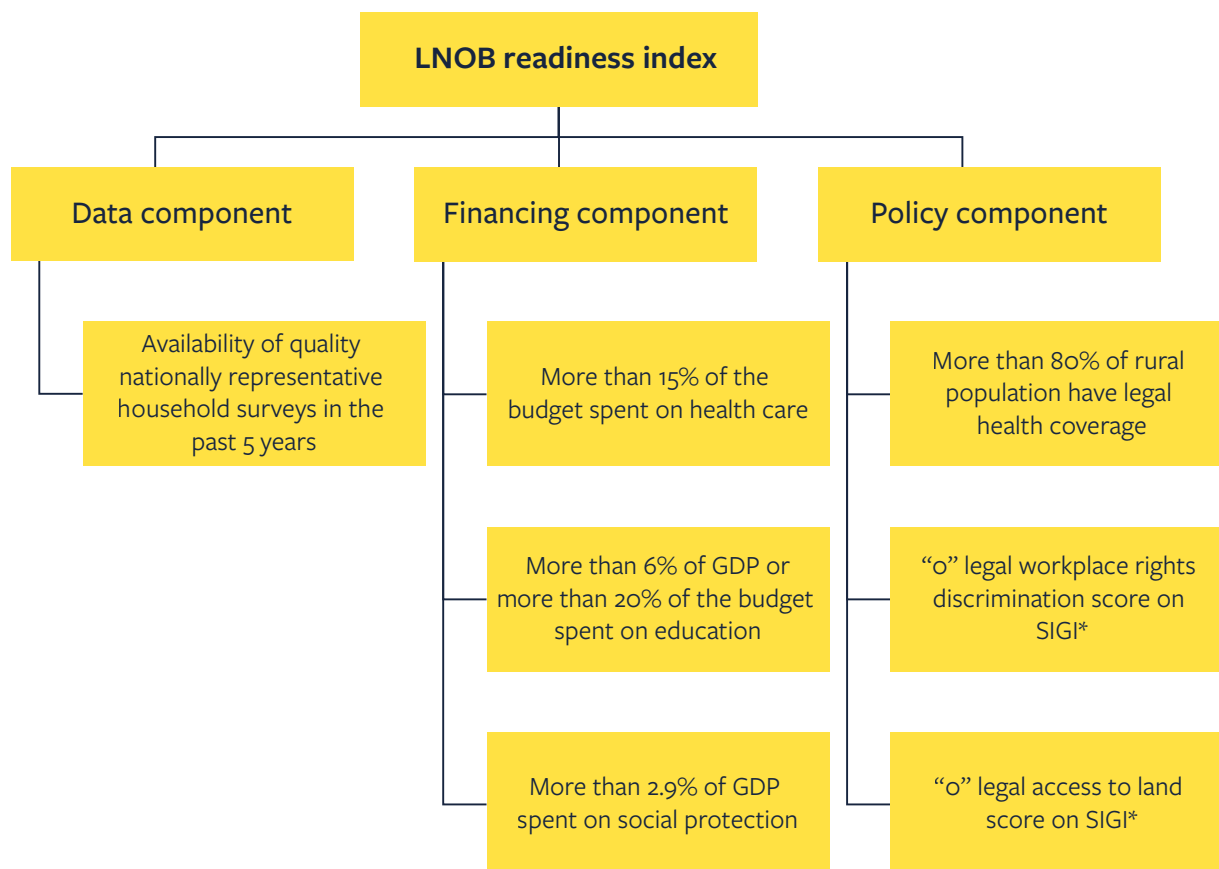 LNOB readiness index
Data component
Financing component
Policy component
Availability of quality
nationally representative
household surveys in the
past 5 years
More than 15% of the
budget spent on health care
More than 80% of rural
population have legal
health coverage
More than 6% of GDP or
more than 20% of the budget
spent on education
“0” legal workplace rights
discrimination score on
SIGI*
More than 2.9% of GDP
spent on social protection
“0” legal access to land
score on SIGI*